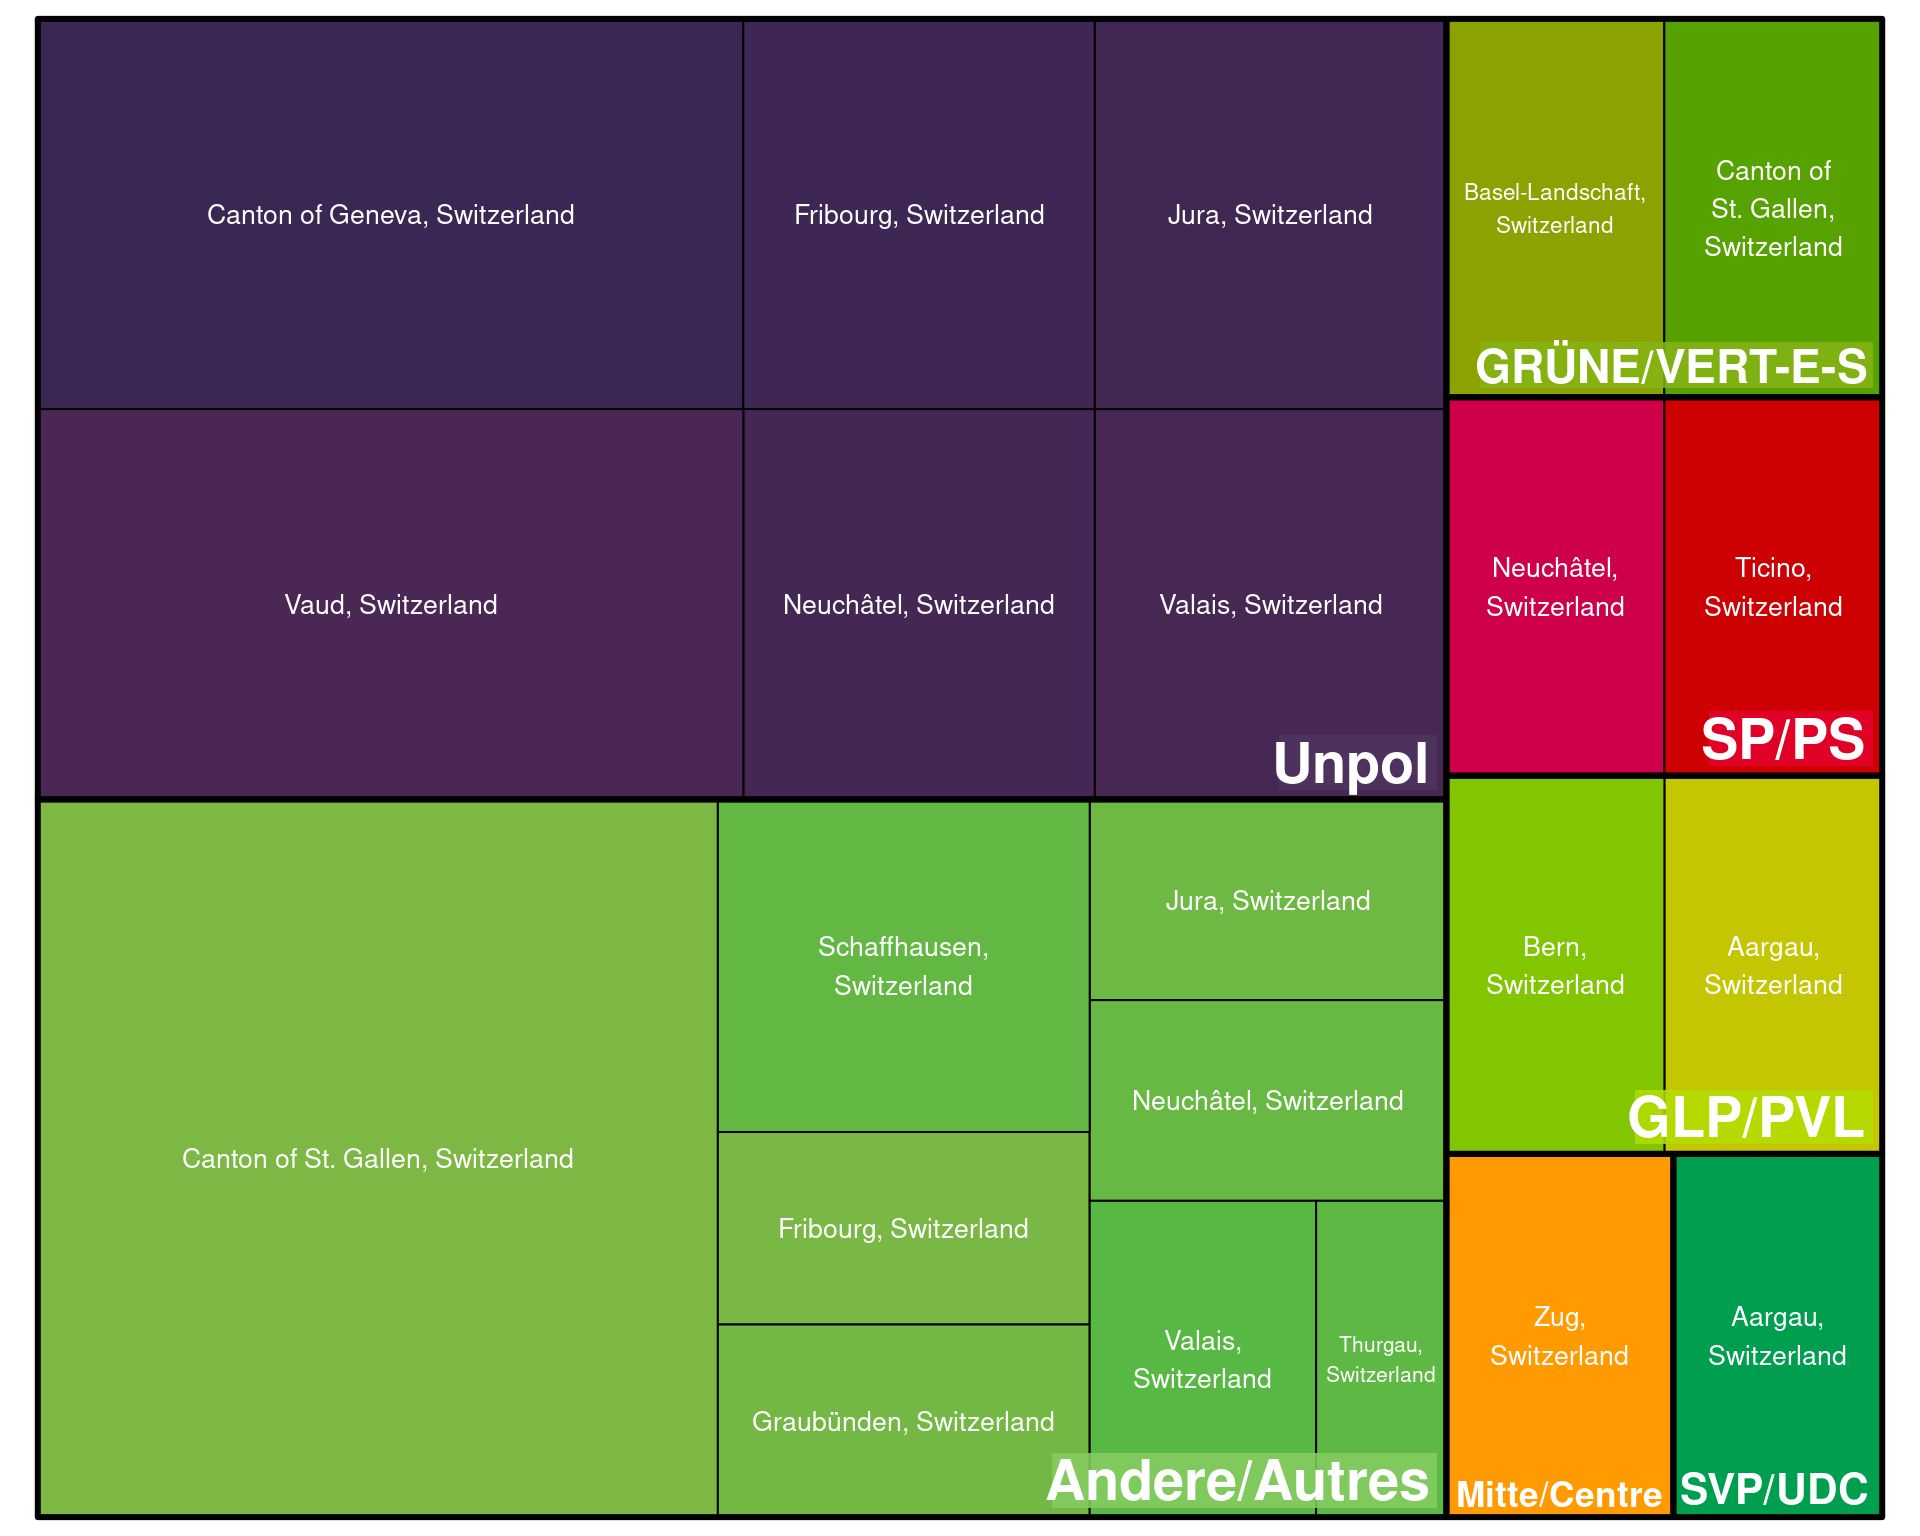 Canton of Geneva, Switzerland
Fribourg, Switzerland
Jura, Switzerland
Vaud, Switzerland
Neuchâtel, Switzerland
Valais, Switzerland
Unpol
Canton of St. Gallen, Switzerland
Schaffhausen,
Switzerland
Fribourg, Switzerland
Graubünden, Switzerland
Jura, Switzerland
Neuchâtel, Switzerland
Valais,
Switzerland
Thurgau,
Switzerland
Andere/Autres
Basel-Landschaft,
Switzerland
Canton of
St. Gallen,
Switzerland
GRÜNE/VERT-E-S
Neuchâtel,
Switzerland
Ticino,
Switzerland
SP/PS
Bern,
Switzerland
Aargau,
Switzerland
GLP/PVL
Zug,
Switzerland
Mitte/Centre
Aargau,
Switzerland
SVP/UDC